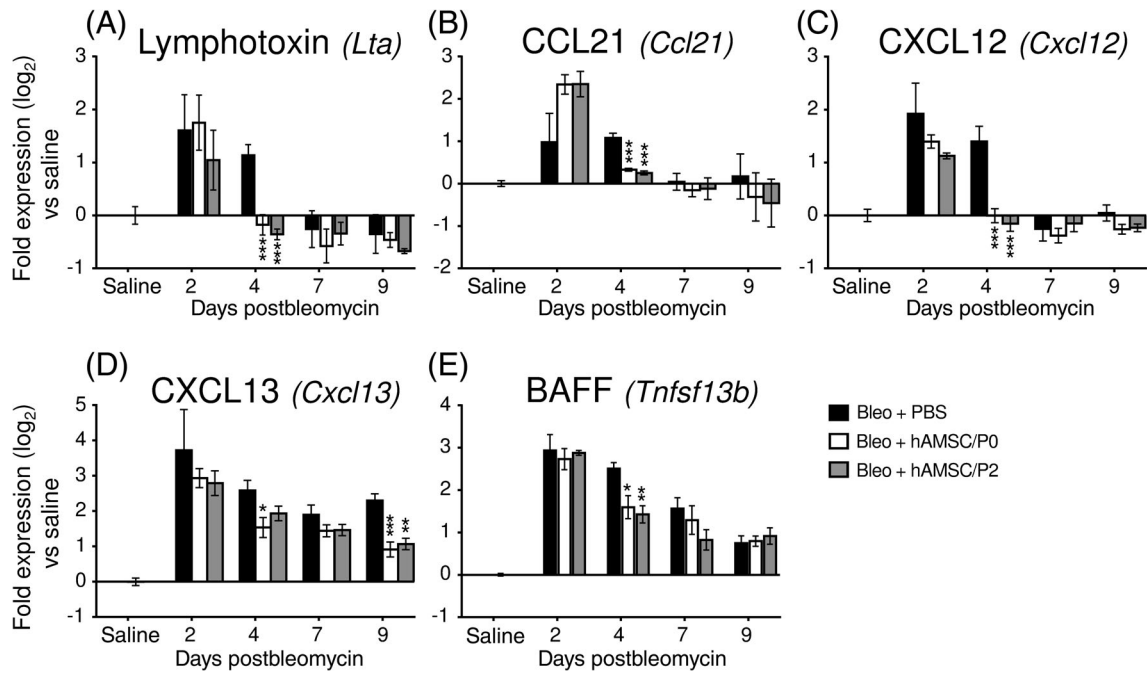 (A)
Lymphotoxin (Lta)
Fold expression (log2)
vs saline
3
2
1
0
-1
***
***
Saline 2 4 7 9
Days postbleomycin
(B)
CCL21 (Ccl21)
3
2
1
0
-1
-2
***
***
Saline 2 4 7 9
Days postbleomycin
(C)
CXCL12 (Cxcl12)
3
2
1
0
-1
***
***
Saline 2 4 7 9
Days postbleomycin
(D)
CXCL13 (Cxcl13)
Fold expression (log2)
vs saline
5
4
3
2
1
0
-1
*
***
**
Saline 2 4 7 9
Days postbleomycin
(E)
BAFF (Tnfsf13b)
4
3
2
1
0
-1
*
**
Saline 2 4 7 9
Days postbleomycin
Bleo + PBS
Bleo + hAMSC/P0
Bleo + hAMSC/P2